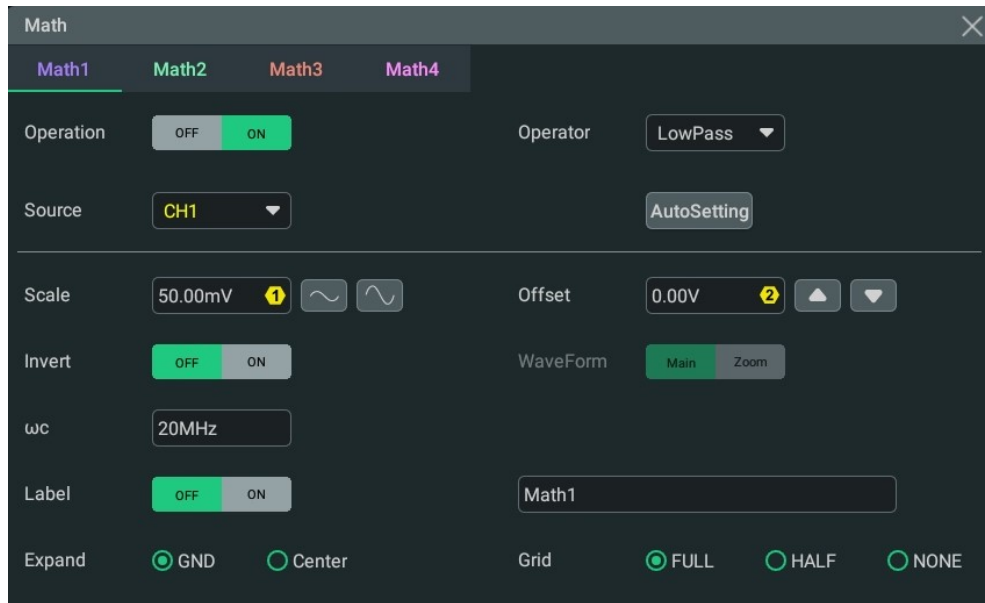 Math
Math1 Math2 Math3 Math4
Operation OFF ON Operator LowPass
Source CH1 AutoSetting
Scale 50.00mV 1 Offset 0.00V 2
Invert OFF ON WaveForm Main Zoom
ωc 20MHz
Label OFF ON Math1
Expand GND Center Grid FULL HALF NONE